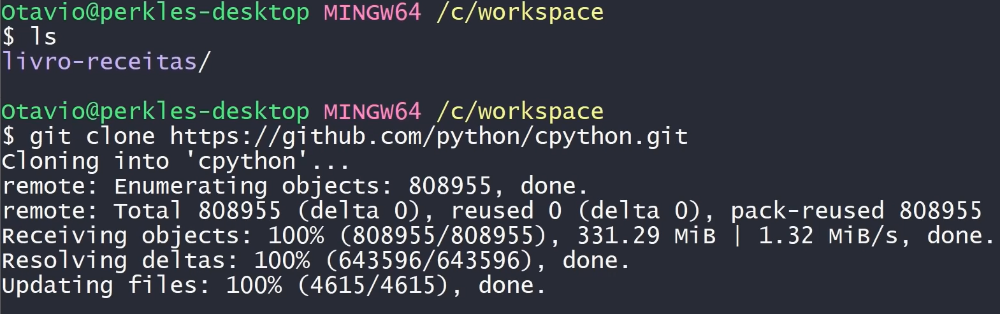 Otavio@perkles-desktop MINGW64 /c/workspace
$ ls
livro-receitas/
Otavio@perkles-desktop MINGW64 /c/workspace
$ git clone https://github.com/python/cpython.git
Cloning into 'cpython'...
remote: Enumerating objects: 808955, done.
remote: Total 808955 (delta 0), reused 0 (delta 0), pack-reused 808955
Receiving objects: 100% (808955/808955), 331.29 MiB | 1.32 MiB/s, done.
Resolving deltas: 100% (643596/643596), done.
Updating files: 100% (4615/4615), done.